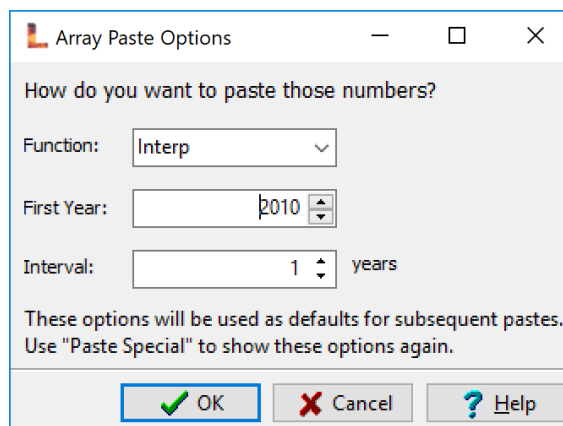 Array Paste Options
How do you want to paste those numbers?
Function: Interp
First Year: 2010
Interval: 1 years
These options will be used as defaults for subsequent pastes.
Use "Paste Special" to show these options again.
OK Cancel Help